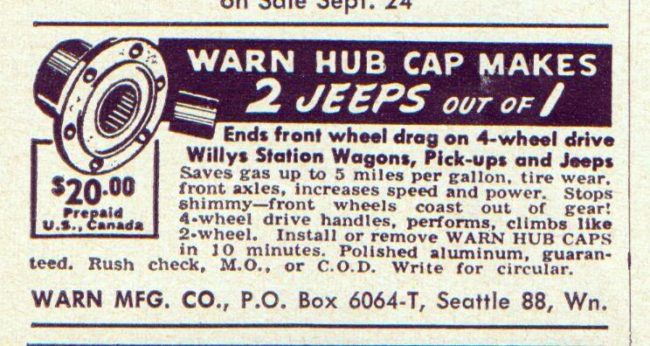 on Sale Sept. 24
WARN HUB CAP MAKES
2 JEEPS OUT OF 1
Ends front wheel drag on 4-wheel drive
Willys Station Wagons, Pick-ups and Jeeps
Saves gas up to 5 miles per gallon, tire wear,
front axles, increases speed and power. Stops
shimmy—front wheels coast out of gear!
4-wheel drive handles, performs, climbs like
2-wheel. Install or remove WARN HUB CAPS
in 10 minutes. Polished aluminum, guaran-
teed. Rush check, M.O., or C.O.D. Write for circular.
$20.00
Prepaid
U.S., Canada
WARN MFG. CO., P.O. Box 6064-T, Seattle 88, Wn.